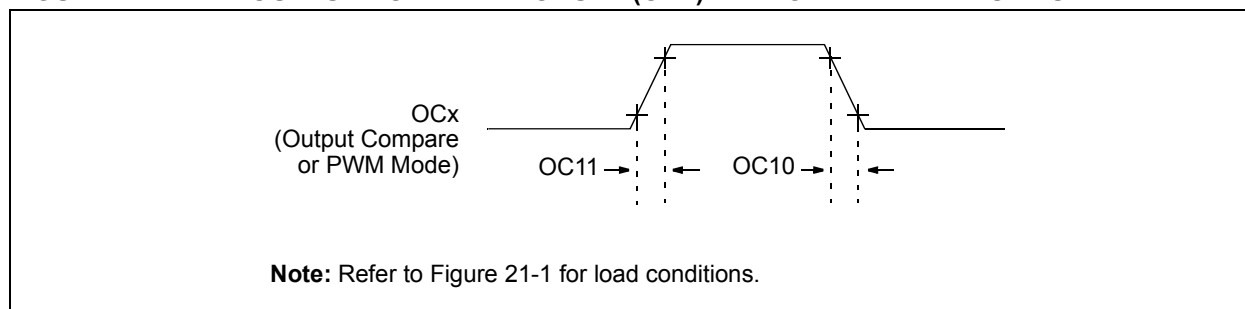 OCx
(Output Compare
or PWM Mode)
OC11
OC10
Note: Refer to Figure 21-1 for load conditions.